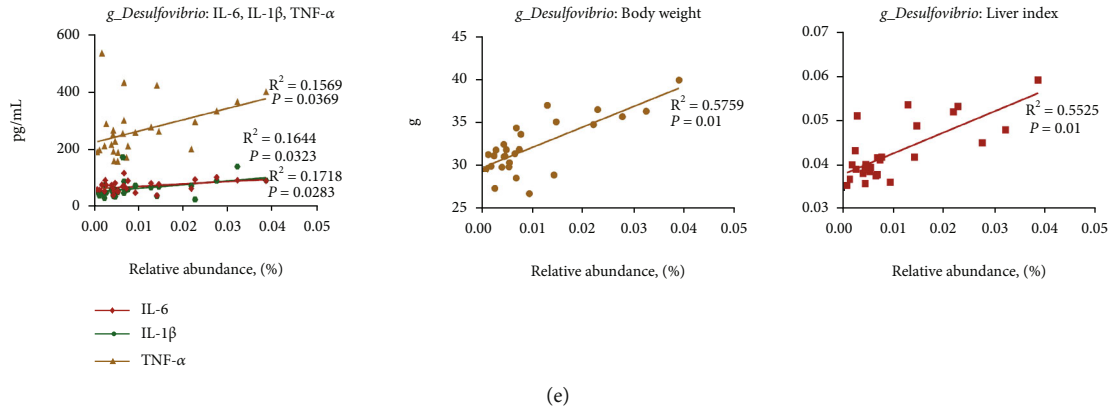 g_Desulfovibrio: IL-6, IL-1β, TNF-α
pg/mL
600
400
200
0
R² = 0.1569
P = 0.0369
R² = 0.1644
P = 0.0323
R² = 0.1718
P = 0.0283
0.00 0.01 0.02 0.03 0.04 0.05
Relative abundance, (%)
IL-6
IL-1β
TNF-α
g_Desulfovibrio: Body weight
g
45
40
35
30
25
R² = 0.5759
P = 0.01
0.00 0.01 0.02 0.03 0.04 0.05
Relative abundance, (%)
g_Desulfovibrio: Liver index
0.07
0.06
0.05
0.04
0.03
R² = 0.5525
P = 0.01
0.00 0.01 0.02 0.03 0.04 0.05
Relative abundance, (%)
(e)